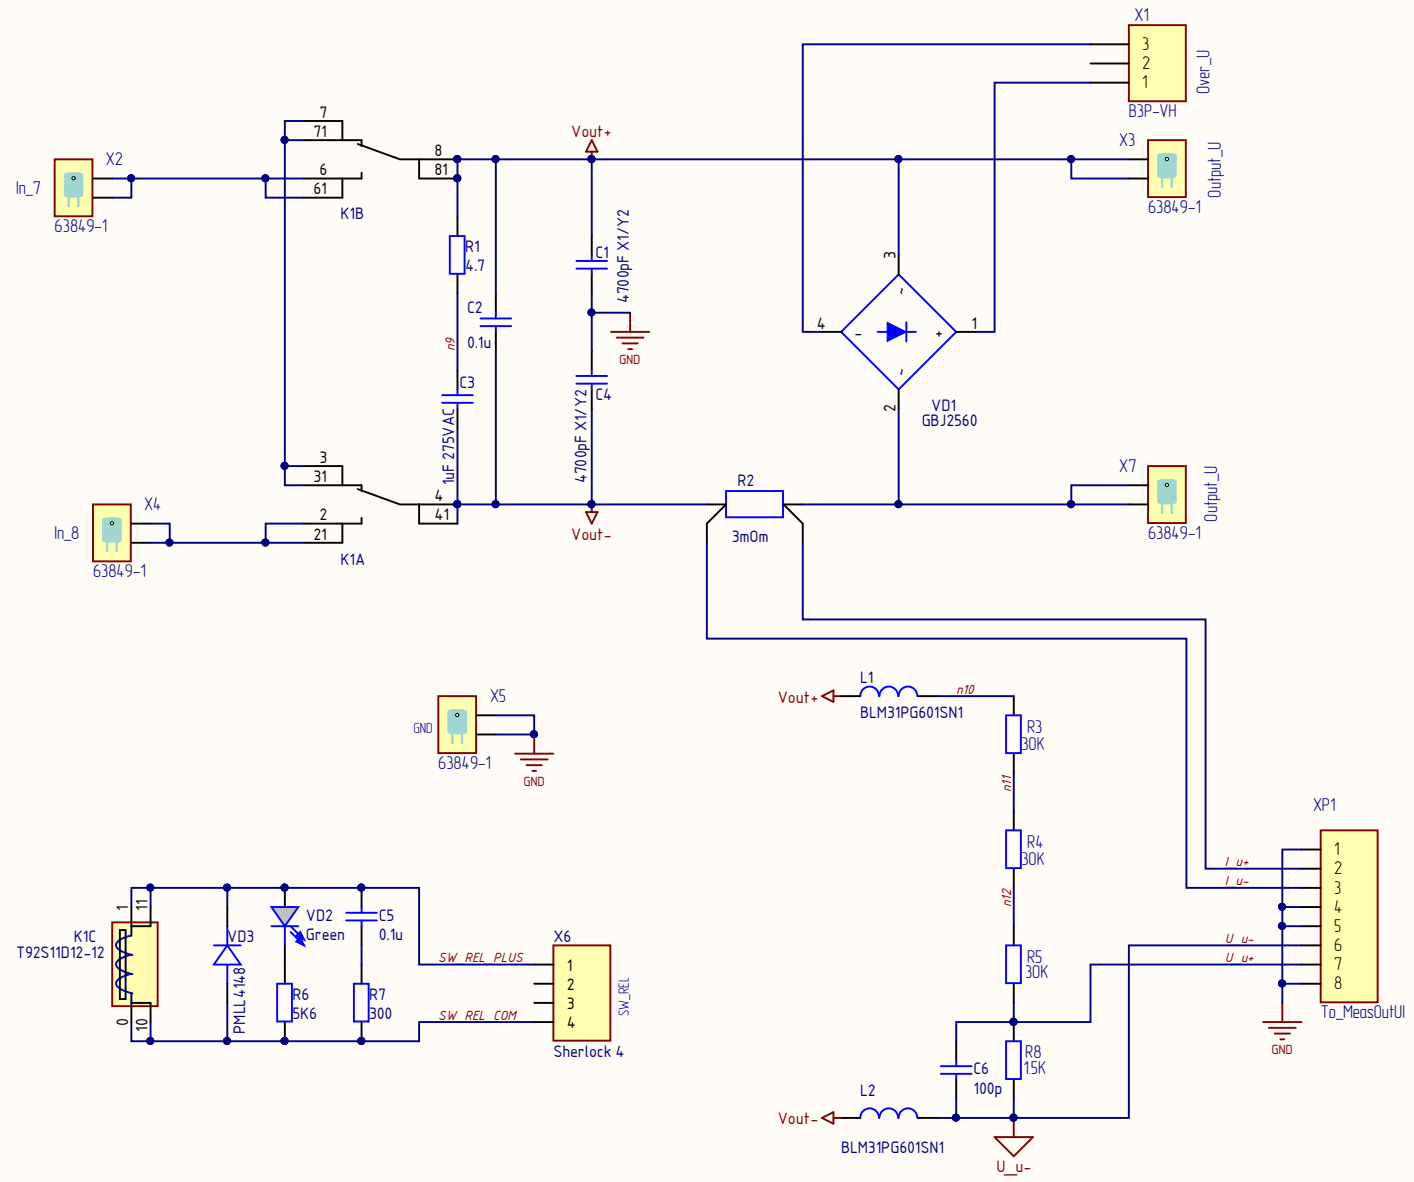 X1
3
2
1
Over_U
B3P-VH
X2
In_7
63849-1
7
71
6
61
K1B
8
81
Vout+
X3
Output_U
63849-1
R1
4.7
C1
4700pF X1/Y2
C2
0.1u
n9
GND
C3
1uF 275VAC
C4
4700pF X1/Y2
3
~
4
-
+
1
~
2
VD1
GBJ2560
3
31
2
21
K1A
4
41
X4
In_8
63849-1
Vout-
R2
3mOm
X7
Output_U
63849-1
X5
GND
63849-1
GND
Vout+
L1
BLM31PG601SN1
n10
R3
30K
n11
R4
30K
n12
R5
30K
R8
1.5K
C6
100p
Vout-
L2
BLM31PG601SN1
U_u-
XP1
1
2
3
4
5
6
7
8
I_u+
I_u-
U_u-
U_u+
To_MeasOutUI
GND
K1C
T92S11D12-12
1
11
0
10
VD3
PMLL4148
VD2
Green
C5
0.1u
R6
5K6
R7
300
SW_REL_PLUS
SW_REL_COM
X6
1
2
3
4
SW_REL
Sherlock 4